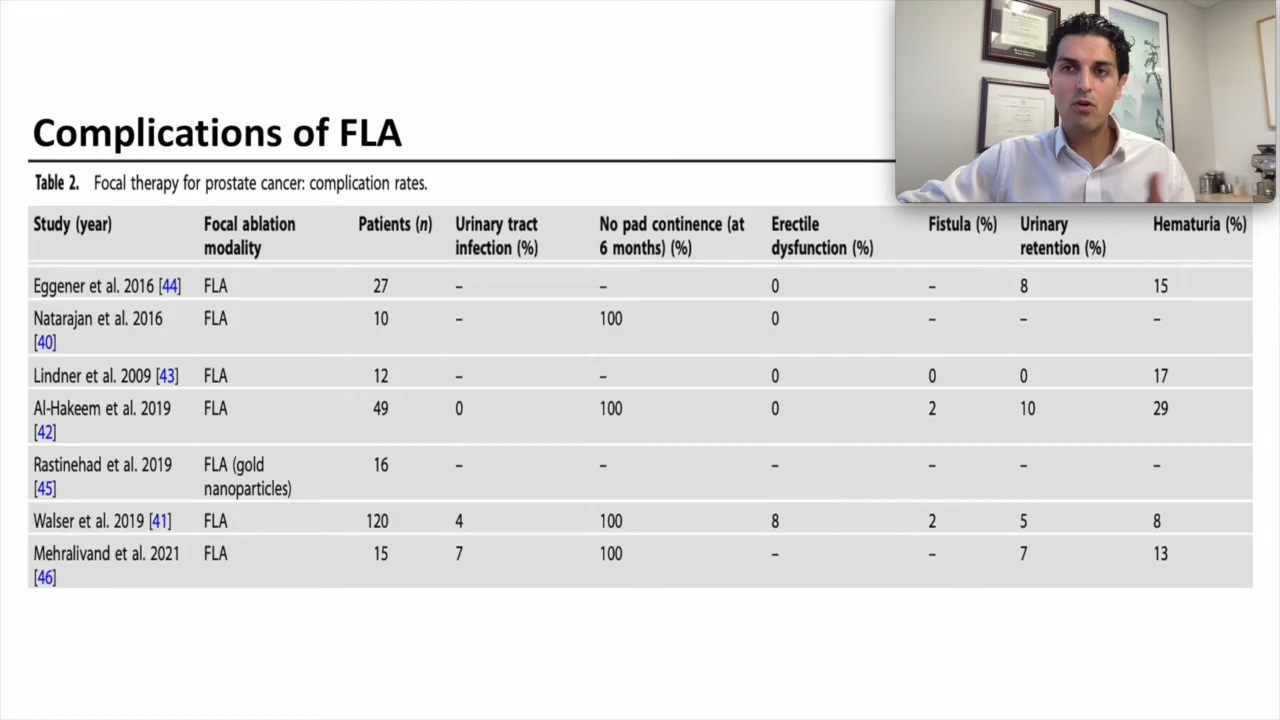 Complications of FLA
Table 2. Focal therapy for prostate cancer: complication rates.
Study (year) Focal ablation modality Patients (n) Urinary tract infection (%) No pad continence (at 6 months) (%) Erectile dysfunction (%) Fistula (%) Urinary retention (%) Hematuria (%)
Eggener et al. 2016 [44] FLA 27 – – 0 – 8 15
Natarajan et al. 2016 [40] FLA 10 – 100 0 – – –
Lindner et al. 2009 [43] FLA 12 – – 0 0 0 17
Al-Hakeem et al. 2019 [42] FLA 49 0 100 0 2 10 29
Rastinehad et al. 2019 [45] FLA (gold nanoparticles) 16 – – – – – –
Walser et al. 2019 [41] FLA 120 4 100 8 2 5 8
Mehralivand et al. 2021 [46] FLA 15 7 100 – – 7 13